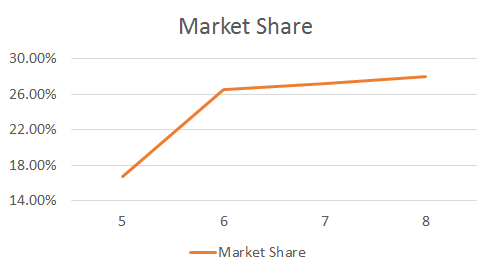 Market Share
30.00%
26.00%
22.00%
18.00%
14.00%
5 6 7 8
Market Share